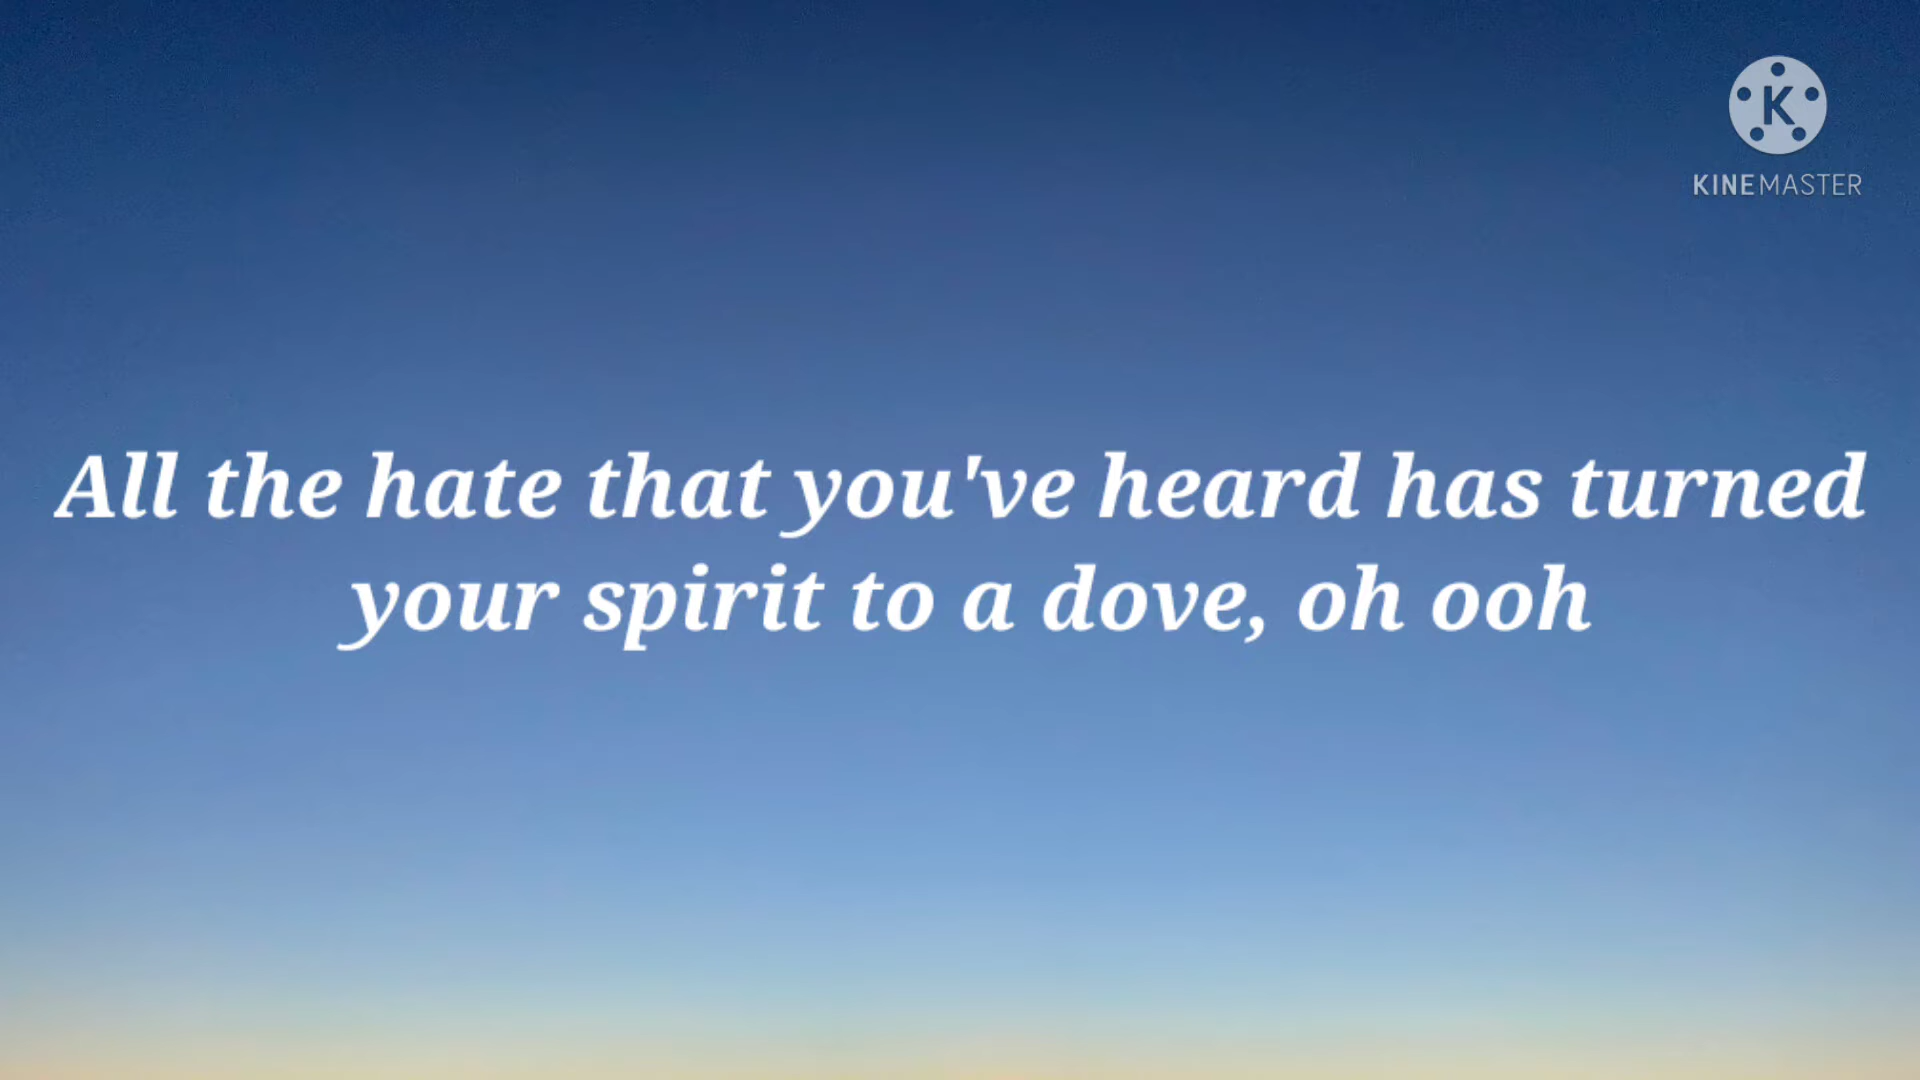 K
KINEMASTER
All the hate that you've heard has turned
your spirit to a dove, oh ooh